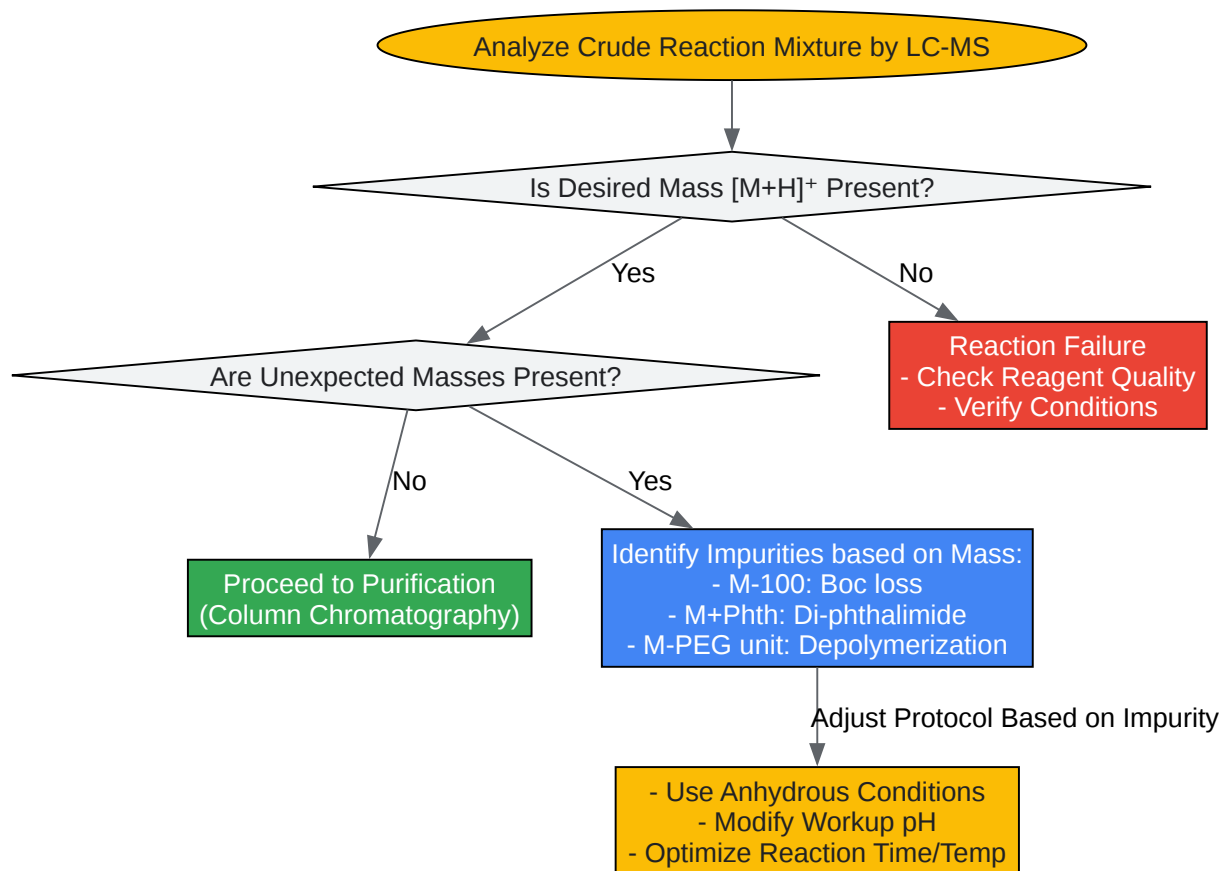 Analyze Crude Reaction Mixture by LC-MS
Is Desired Mass [M+H]⁺ Present?
Yes
No
Are Unexpected Masses Present?
Reaction Failure
- Check Reagent Quality
- Verify Conditions
No
Yes
Proceed to Purification
(Column Chromatography)
Identify Impurities based on Mass:
- M-100: Boc loss
- M+Phth: Di-phthalimide
- M-PEG unit: Depolymerization
Adjust Protocol Based on Impurity
- Use Anhydrous Conditions
- Modify Workup pH
- Optimize Reaction Time/Temp